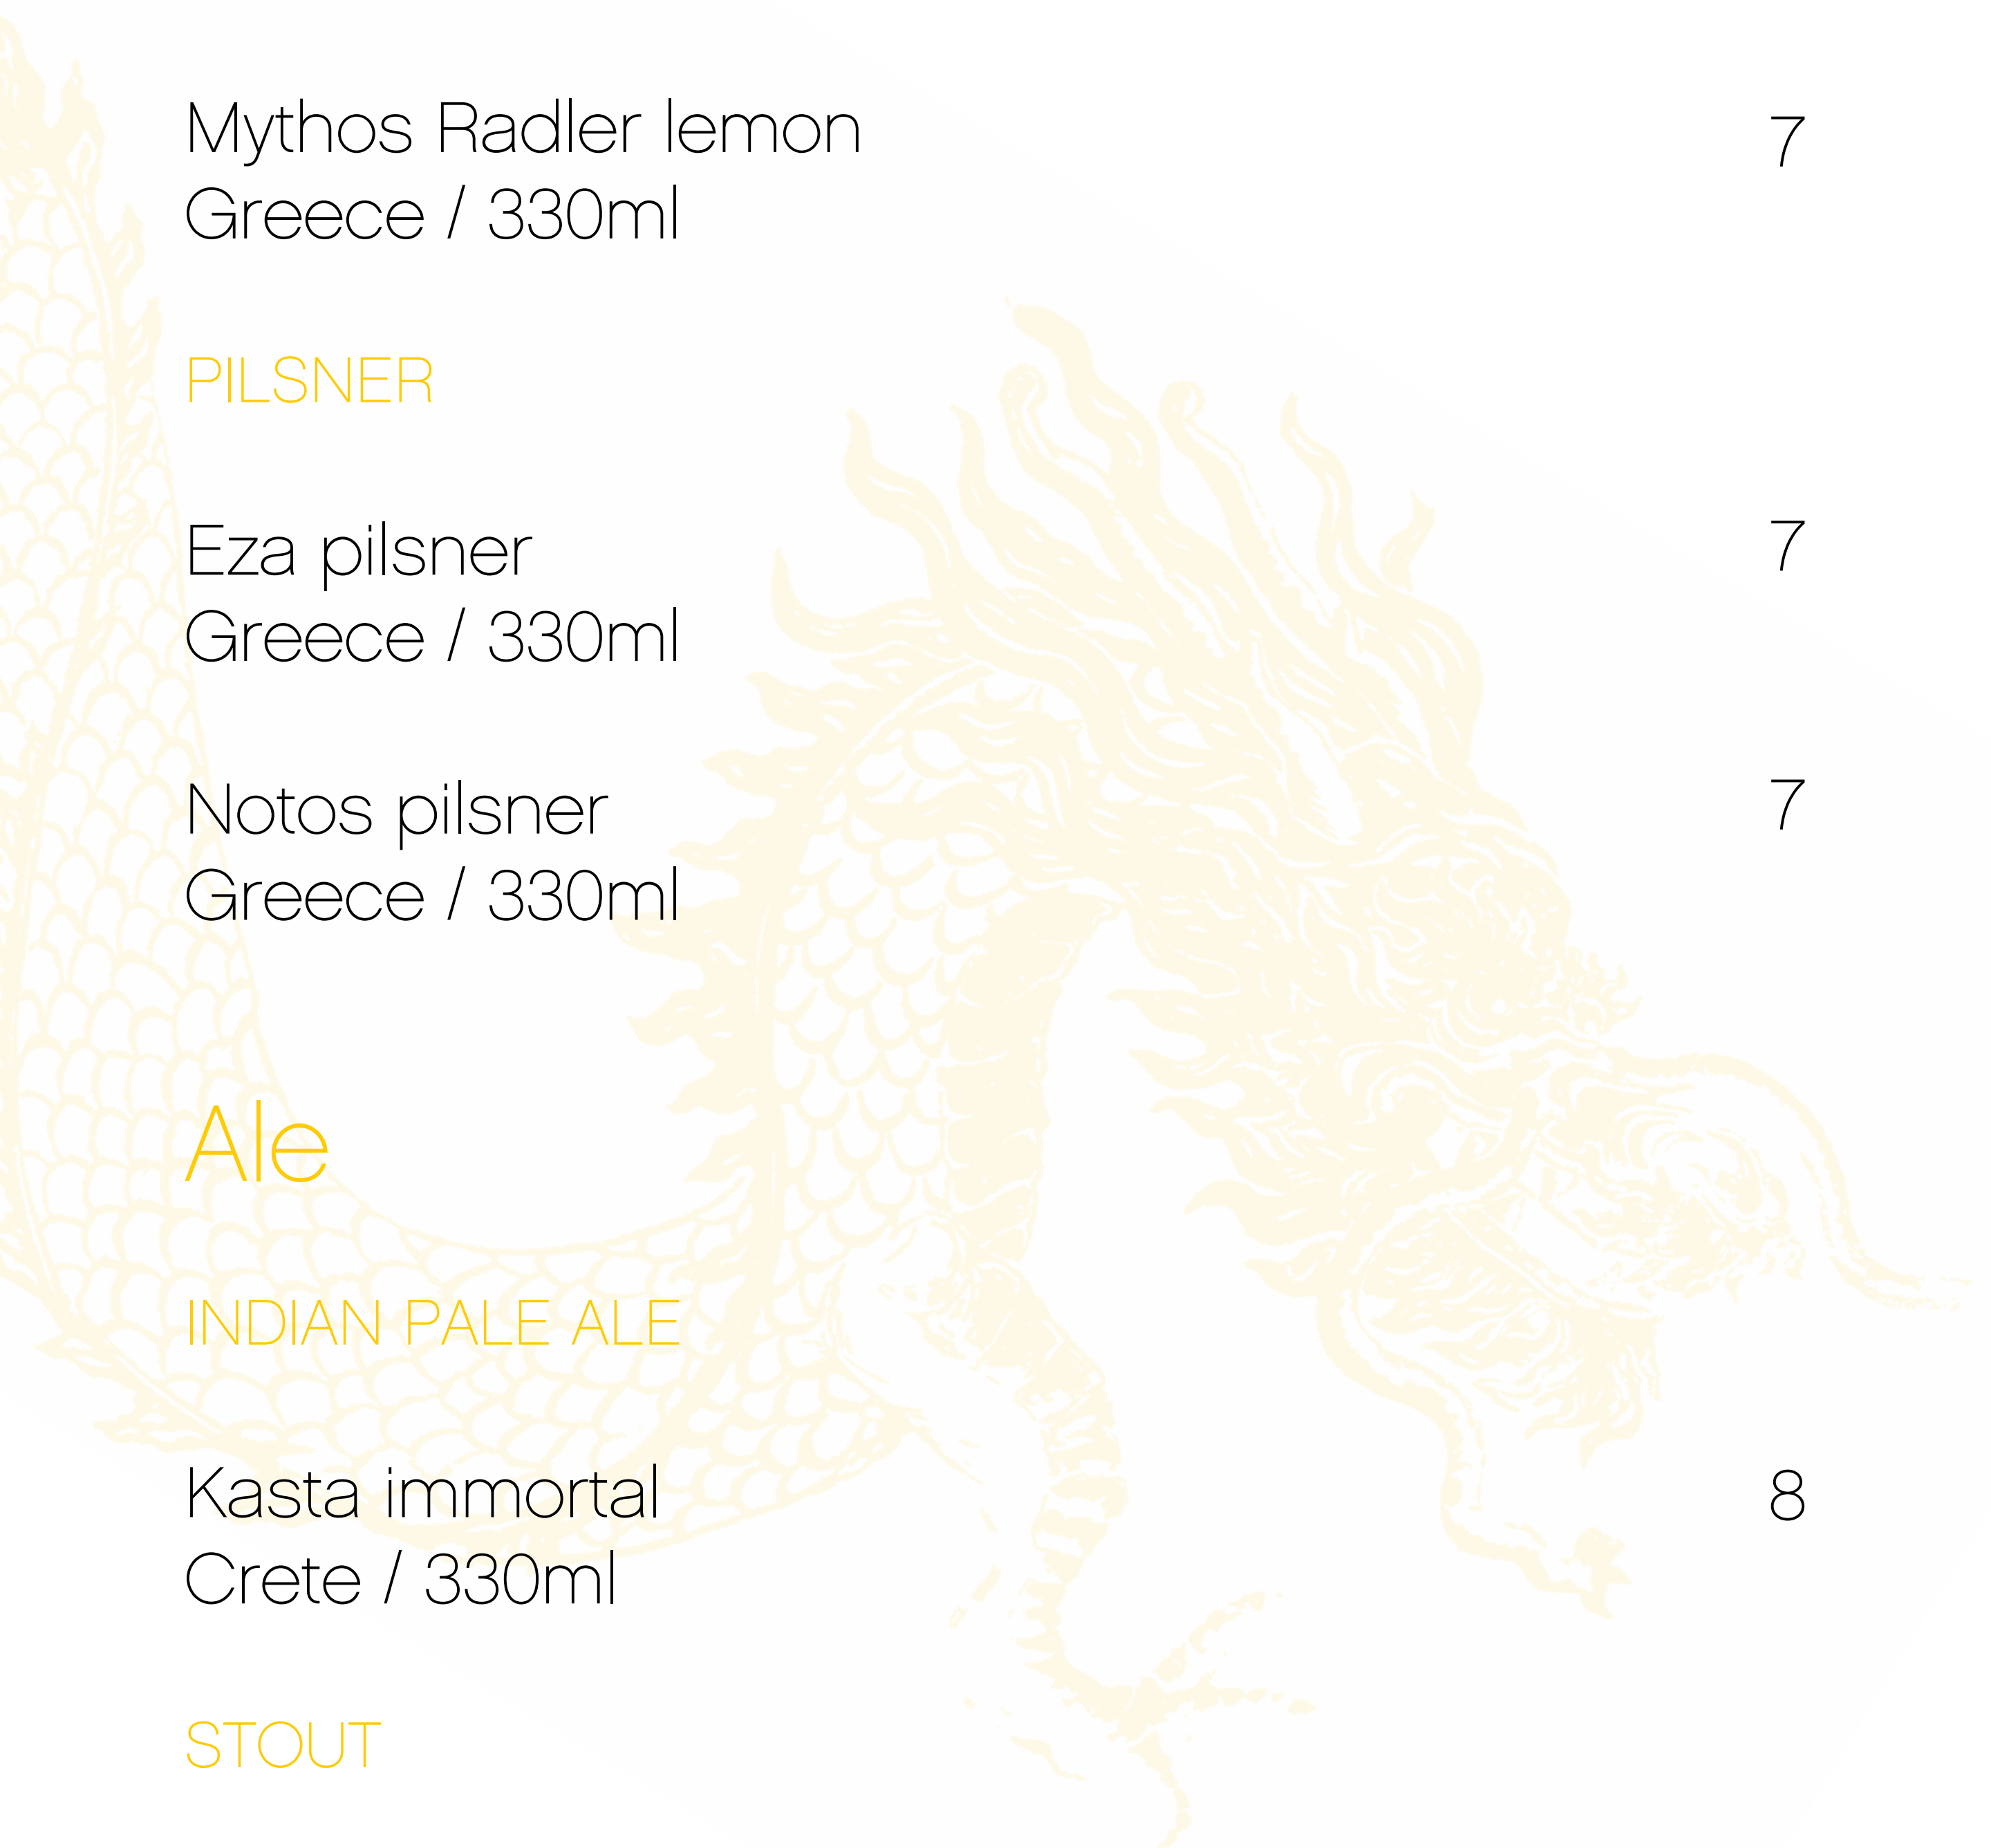 Mythos Radler lemon 7
Greece / 330ml
PILSNER
Eza pilsner 7
Greece / 330ml
Notos pilsner 7
Greece / 330ml
Ale
INDIAN PALE ALE
Kasta immortal 8
Crete / 330ml
STOUT